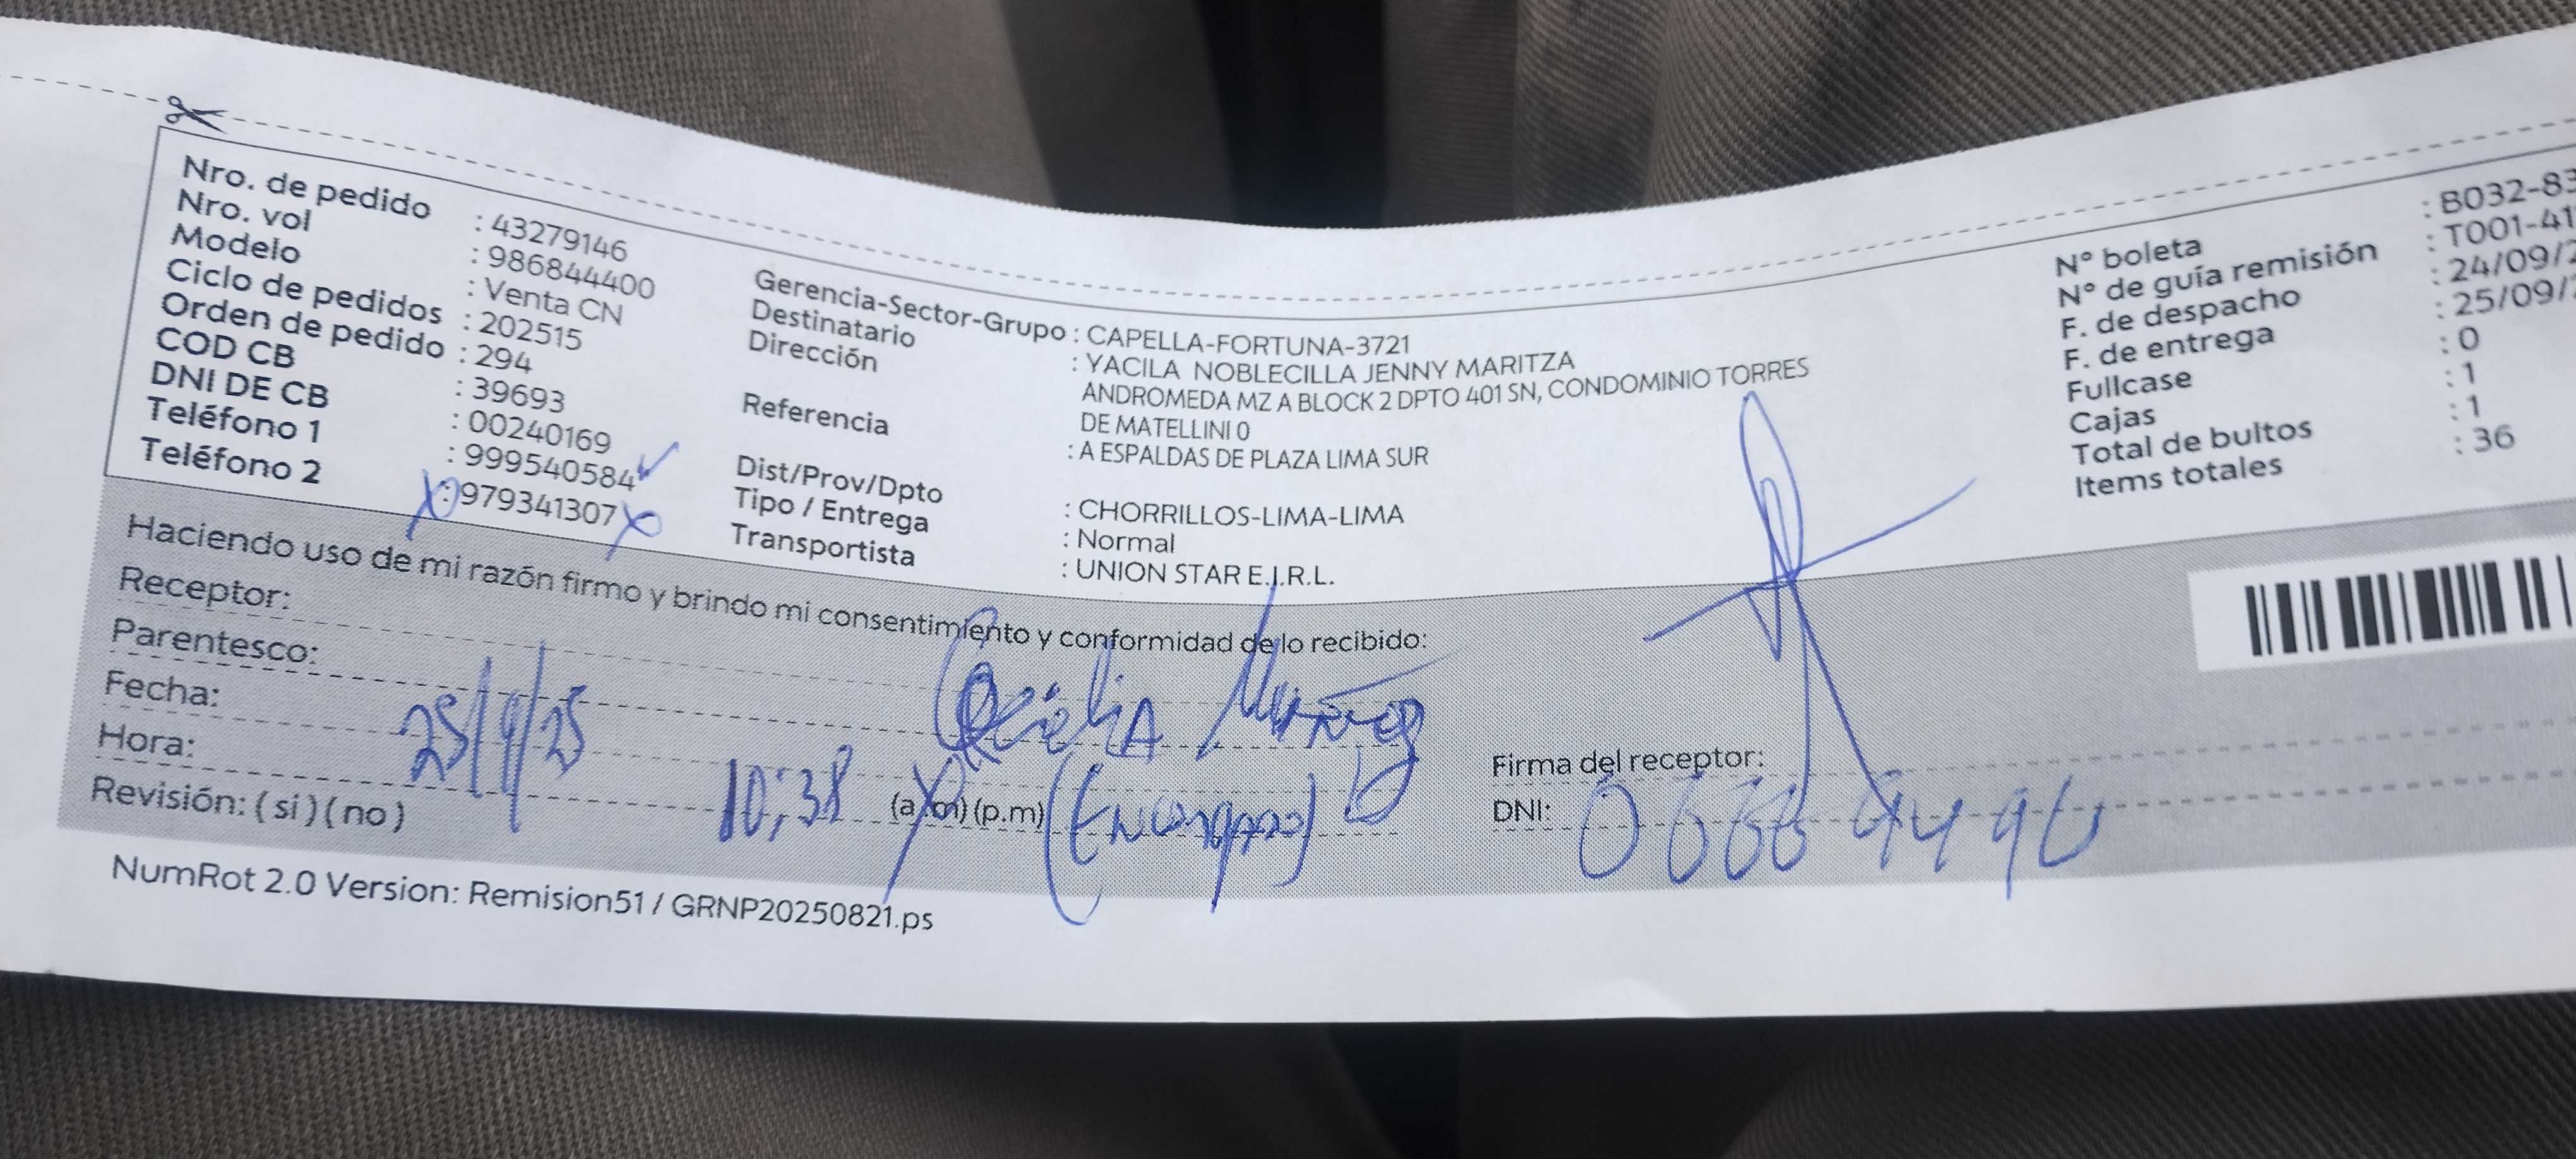 Nro. de pedido : 43279146
Nro. vol : 986844400
Modelo : Venta CN
Ciclo de pedidos : 202515
Orden de pedido : 294
COD CB : 39693
DNI DE CB : 00240169
Teléfono 1 : 999540584
Teléfono 2 : 979341307
Gerencia-Sector-Grupo : CAPELLA-FORTUNA-3721
Destinatario : YACILA NOBLECILLA JENNY MARITZA
Dirección ANDROMEDA MZ A BLOCK 2 DPTO 401 SN, CONDOMINIO TORRES
DE MATELLINI 0
Referencia : A ESPALDAS DE PLAZA LIMA SUR
Dist/Prov/Dpto : CHORRILLOS-LIMA-LIMA
Tipo / Entrega : Normal
Transportista : UNION STAR E.I.R.L.
N° boleta : B032-83
N° de guía remisión : T001-41
F. de despacho : 24/09/2
F. de entrega : 25/09/
Fullcase : 0
Cajas : 1
Total de bultos : 1
Items totales : 36
Haciendo uso de mi razón firmo y brindo mi consentimiento y conformidad de lo recibido:
Receptor: Cecilia Muñoz
Parentesco:
Fecha: 25/9/25
Hora: 10:38 (a.m) (p.m)
Revisión: ( si ) ( no )
Firma del receptor:
DNI:
NumRot 2.0 Version: Remision51 / GRNP20250821.ps